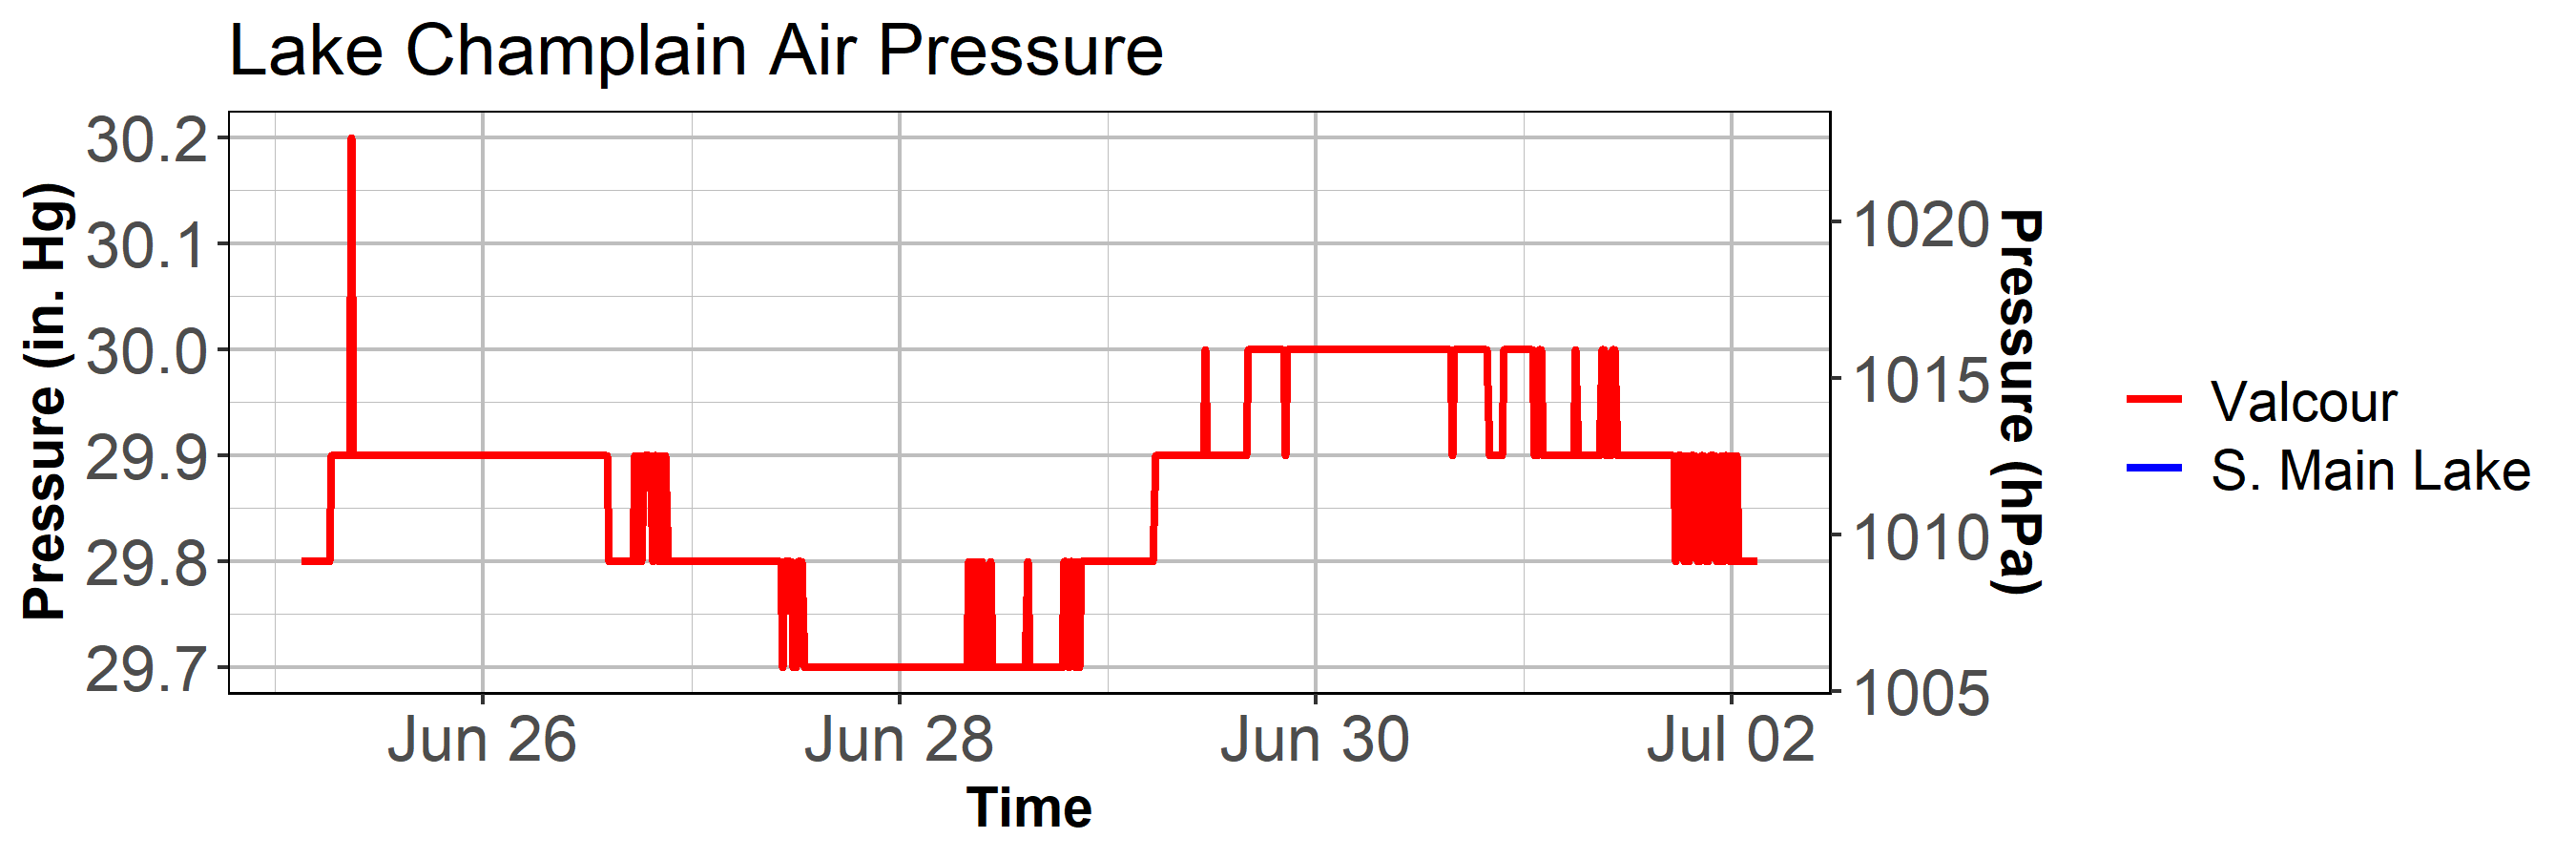 Lake Champlain Air Pressure
30.2
30.1
30.0
29.9
29.8
29.7
Pressure (in. Hg)
1020
1015
1010
1005
Pressure (hPa)
Jun 26
Jun 28
Jun 30
Jul 02
Time
Valcour
S. Main Lake